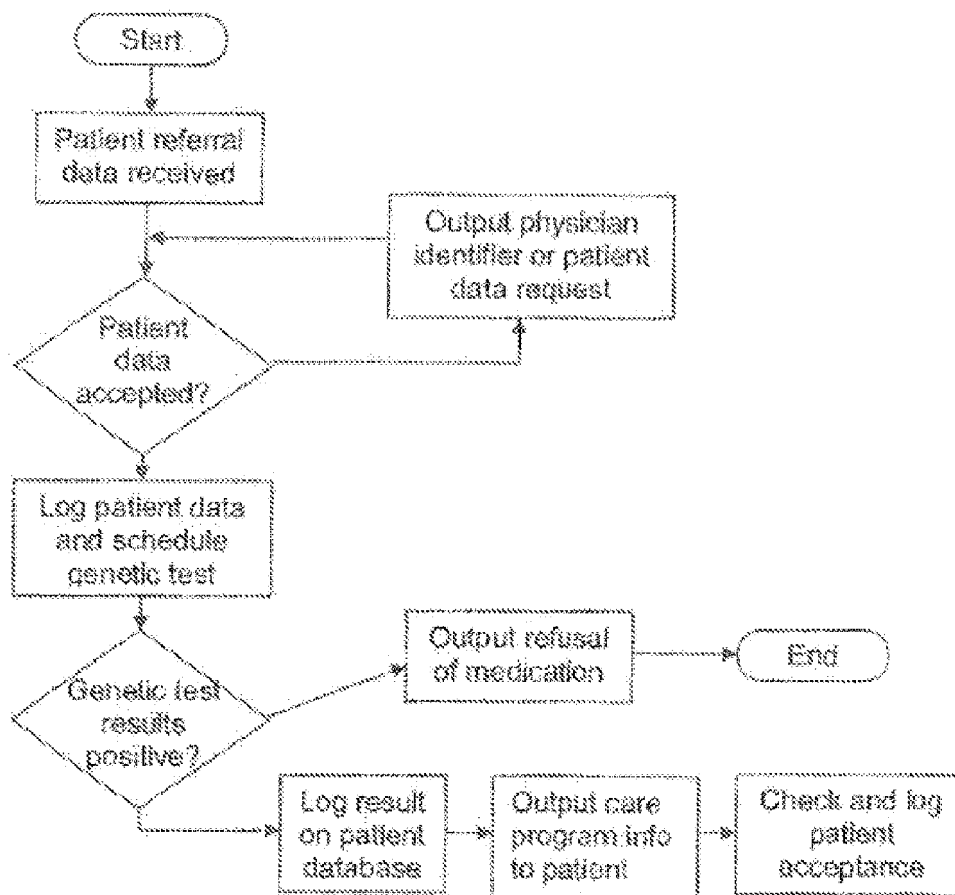 Start
Patient referral
data received
Output physician
identifier or patient
data request
Patient
data
accepted?
Log patient data
and schedule
genetic test
Output refusal
of medication
End
Genetic test
results
positive?
Log result
on patient
database
Output care
program info
to patient
Check and log
patient
acceptance